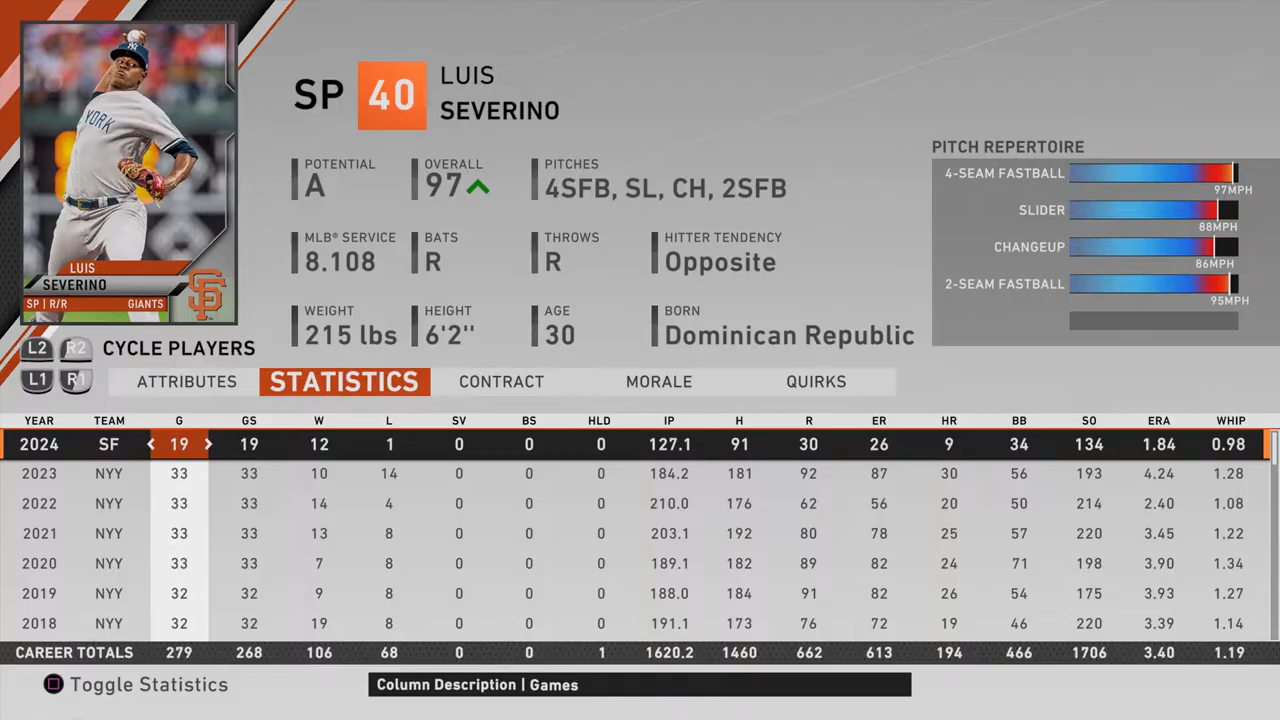 YORK
LUIS
SEVERINO
SP | R/R GIANTS
SF
SP 40 LUIS
SEVERINO
POTENTIAL OVERALL PITCHES
A 97 4SFB, SL, CH, 2SFB
MLB® SERVICE BATS THROWS HITTER TENDENCY
8.108 R R Opposite
WEIGHT HEIGHT AGE BORN
215 lbs 6'2'' 30 Dominican Republic
PITCH REPERTOIRE
4-SEAM FASTBALL
97MPH
SLIDER
88MPH
CHANGEUP
86MPH
2-SEAM FASTBALL
95MPH
L2 R2 CYCLE PLAYERS
L1 R1 ATTRIBUTES STATISTICS CONTRACT MORALE QUIRKS
YEAR TEAM G GS W L SV BS HLD IP H R ER HR BB SO ERA WHIP
2024 SF < 19 > 19 12 1 0 0 0 127.1 91 30 26 9 34 134 1.84 0.98
2023 NYY 33 33 10 14 0 0 0 184.2 181 92 87 30 56 193 4.24 1.28
2022 NYY 33 33 14 4 0 0 0 210.0 176 62 56 20 50 214 2.40 1.08
2021 NYY 33 33 13 8 0 0 0 203.1 192 80 78 25 57 220 3.45 1.22
2020 NYY 33 33 7 8 0 0 0 189.1 182 89 82 24 71 198 3.90 1.34
2019 NYY 32 32 9 8 0 0 0 188.0 184 91 82 26 54 175 3.93 1.27
2018 NYY 32 32 19 8 0 0 0 191.1 173 76 72 19 46 220 3.39 1.14
CAREER TOTALS 279 268 106 68 0 0 1 1620.2 1460 662 613 194 466 1706 3.40 1.19
Toggle Statistics
Column Description | Games